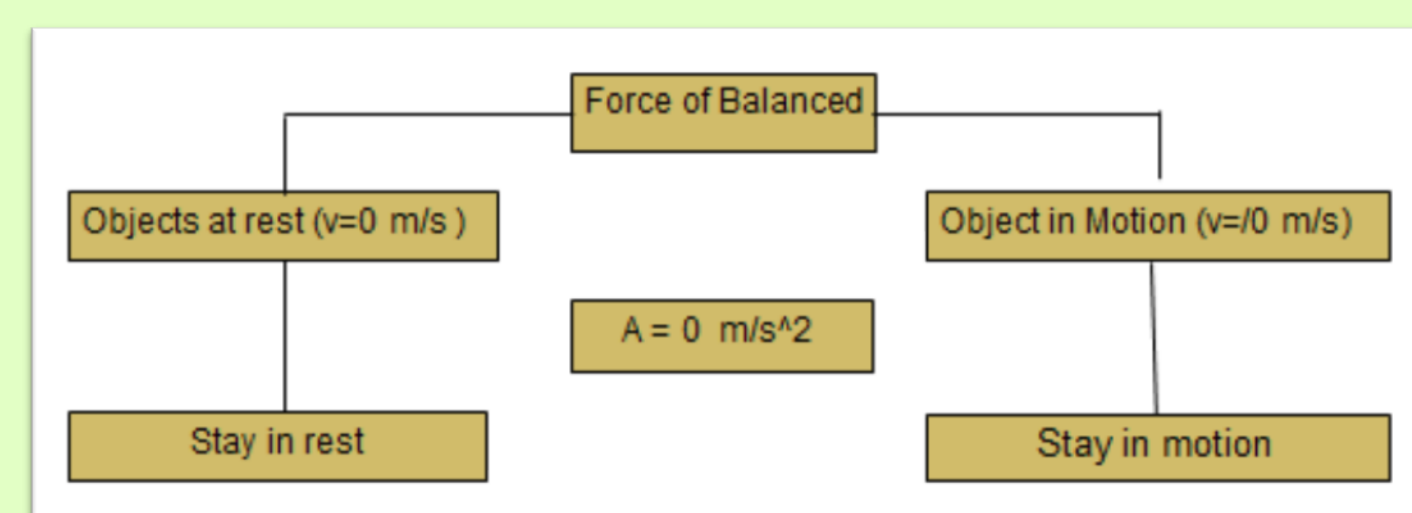 Force of Balanced
Objects at rest (v=0 m/s )
Object in Motion (v=/0 m/s)
A = 0 m/s^2
Stay in rest
Stay in motion